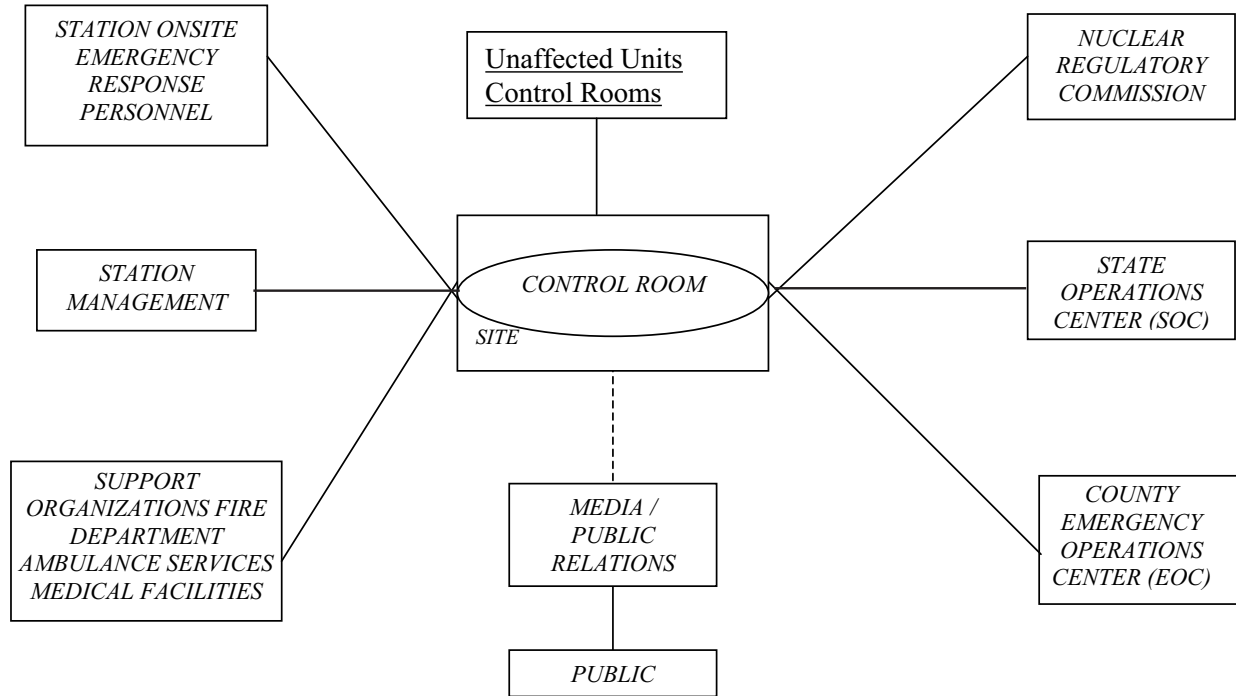 STATION ONSITE
EMERGENCY
RESPONSE
PERSONNEL
Unaffected Units
Control Rooms
NUCLEAR
REGULATORY
COMMISSION
STATION
MANAGEMENT
CONTROL ROOM
SITE
STATE
OPERATIONS
CENTER (SOC)
SUPPORT
ORGANIZATIONS FIRE
DEPARTMENT
AMBULANCE SERVICES
MEDICAL FACILITIES
MEDIA /
PUBLIC
RELATIONS
COUNTY
EMERGENCY
OPERATIONS
CENTER (EOC)
PUBLIC